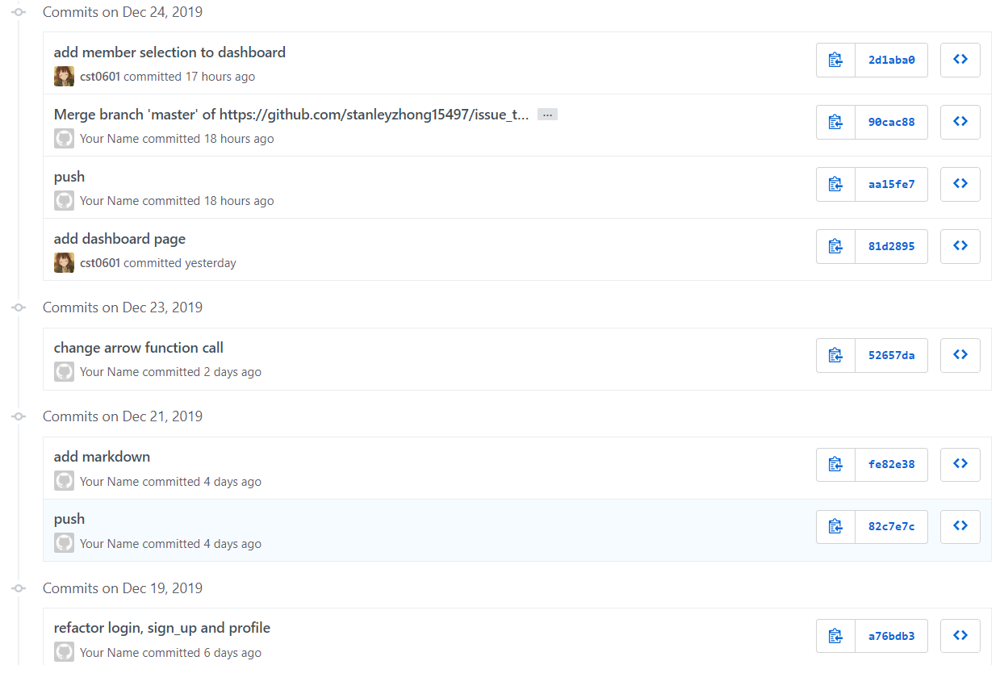 Commits on Dec 24, 2019
add member selection to dashboard
2d1aba0
cst0601 committed 17 hours ago
Merge branch 'master' of https://github.com/stanleyzhong15497/issue_t... ...
90cac88
Your Name committed 18 hours ago
push
aa15fe7
Your Name committed 18 hours ago
add dashboard page
81d2895
cst0601 committed yesterday
Commits on Dec 23, 2019
change arrow function call
52657da
Your Name committed 2 days ago
Commits on Dec 21, 2019
add markdown
fe82e38
Your Name committed 4 days ago
push
82c7e7c
Your Name committed 4 days ago
Commits on Dec 19, 2019
refactor login, sign_up and profile
a76bdb3
Your Name committed 6 days ago